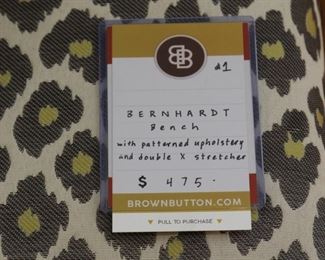 #1
BERNHARDT
Bench
with patterned upholstery
and double X stretcher
$ 475.
BROWNBUTTON.COM
PULL TO PURCHASE